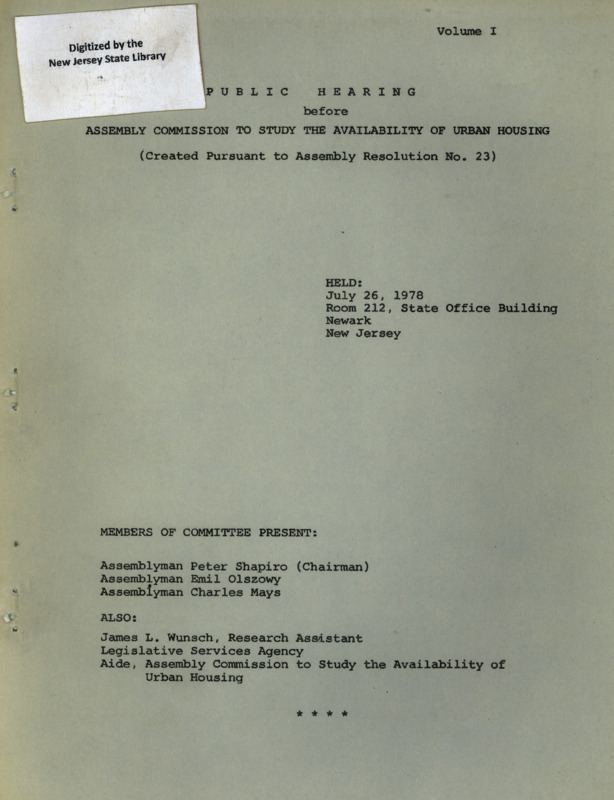 Volume I
Digitized by the
New Jersey State Library
PUBLIC HEARING
before
ASSEMBLY COMMISSION TO STUDY THE AVAILABILITY OF URBAN HOUSING
(Created Pursuant to Assembly Resolution No. 23)
HELD:
July 26, 1978
Room 212, State Office Building
Newark
New Jersey
MEMBERS OF COMMITTEE PRESENT:
Assemblyman Peter Shapiro (Chairman)
Assemblyman Emil Olszowy
Assemblyman Charles Mays
ALSO:
James L. Wunsch, Research Assistant
Legislative Services Agency
Aide, Assembly Commission to Study the Availability of
Urban Housing
* * * *